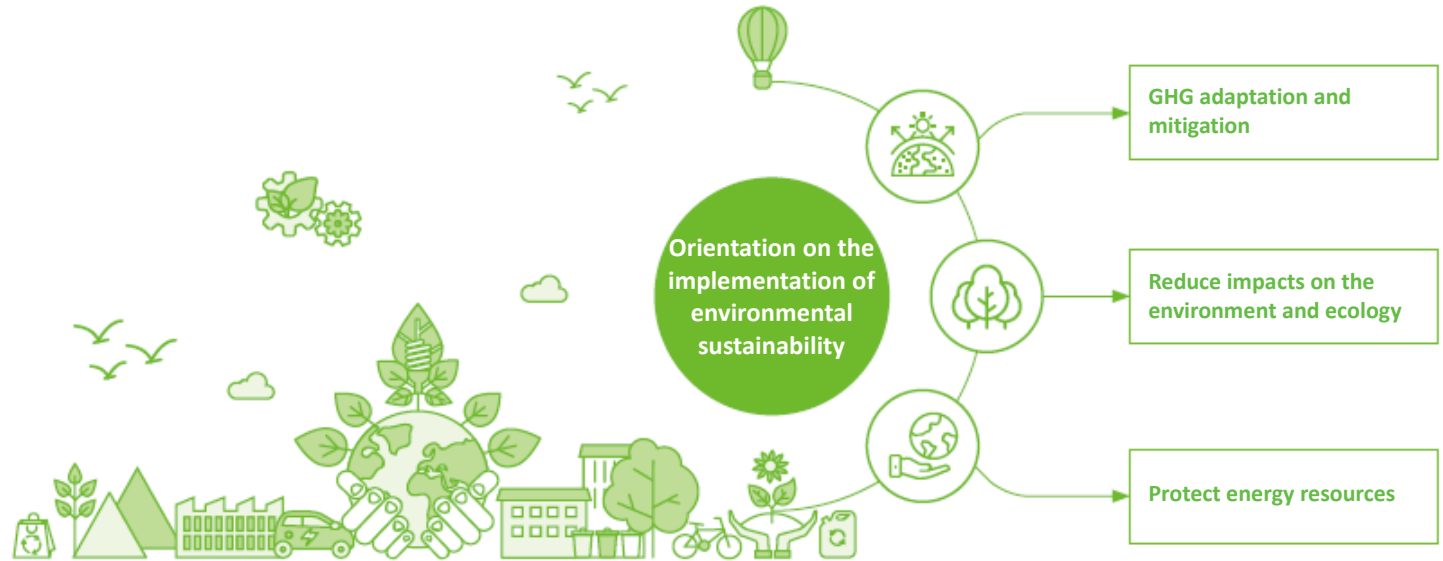 Orientation on the
implementation of
environmental
sustainability
GHG adaptation and
mitigation
Reduce impacts on the
environment and ecology
Protect energy resources